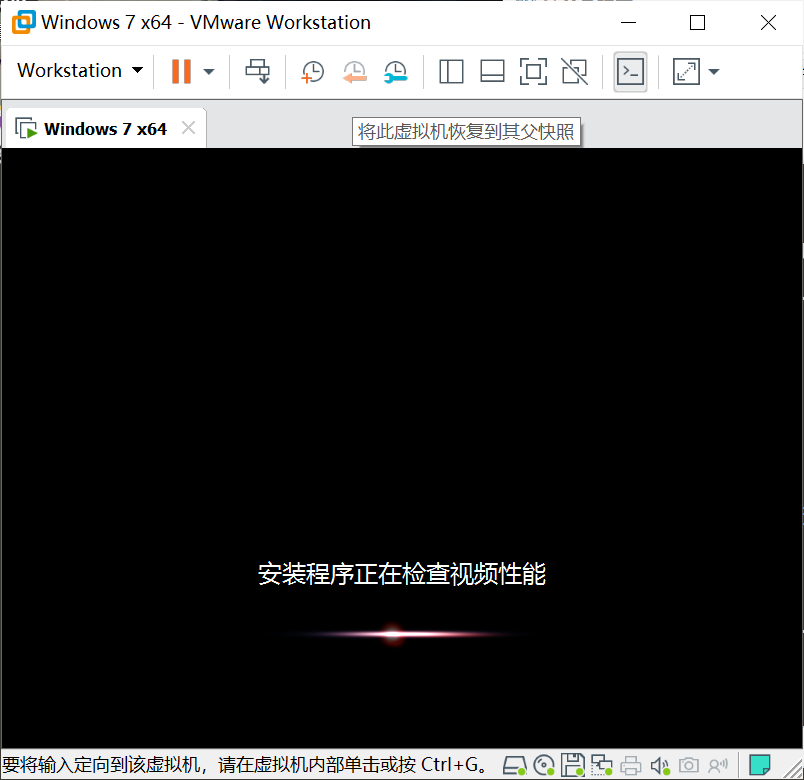 Windows 7 x64 - VMware Workstation
Workstation
Windows 7 x64
将此虚拟机恢复到其父快照
安装程序正在检查视频性能
要将输入定向到该虚拟机，请在虚拟机内部单击或按 Ctrl+G。